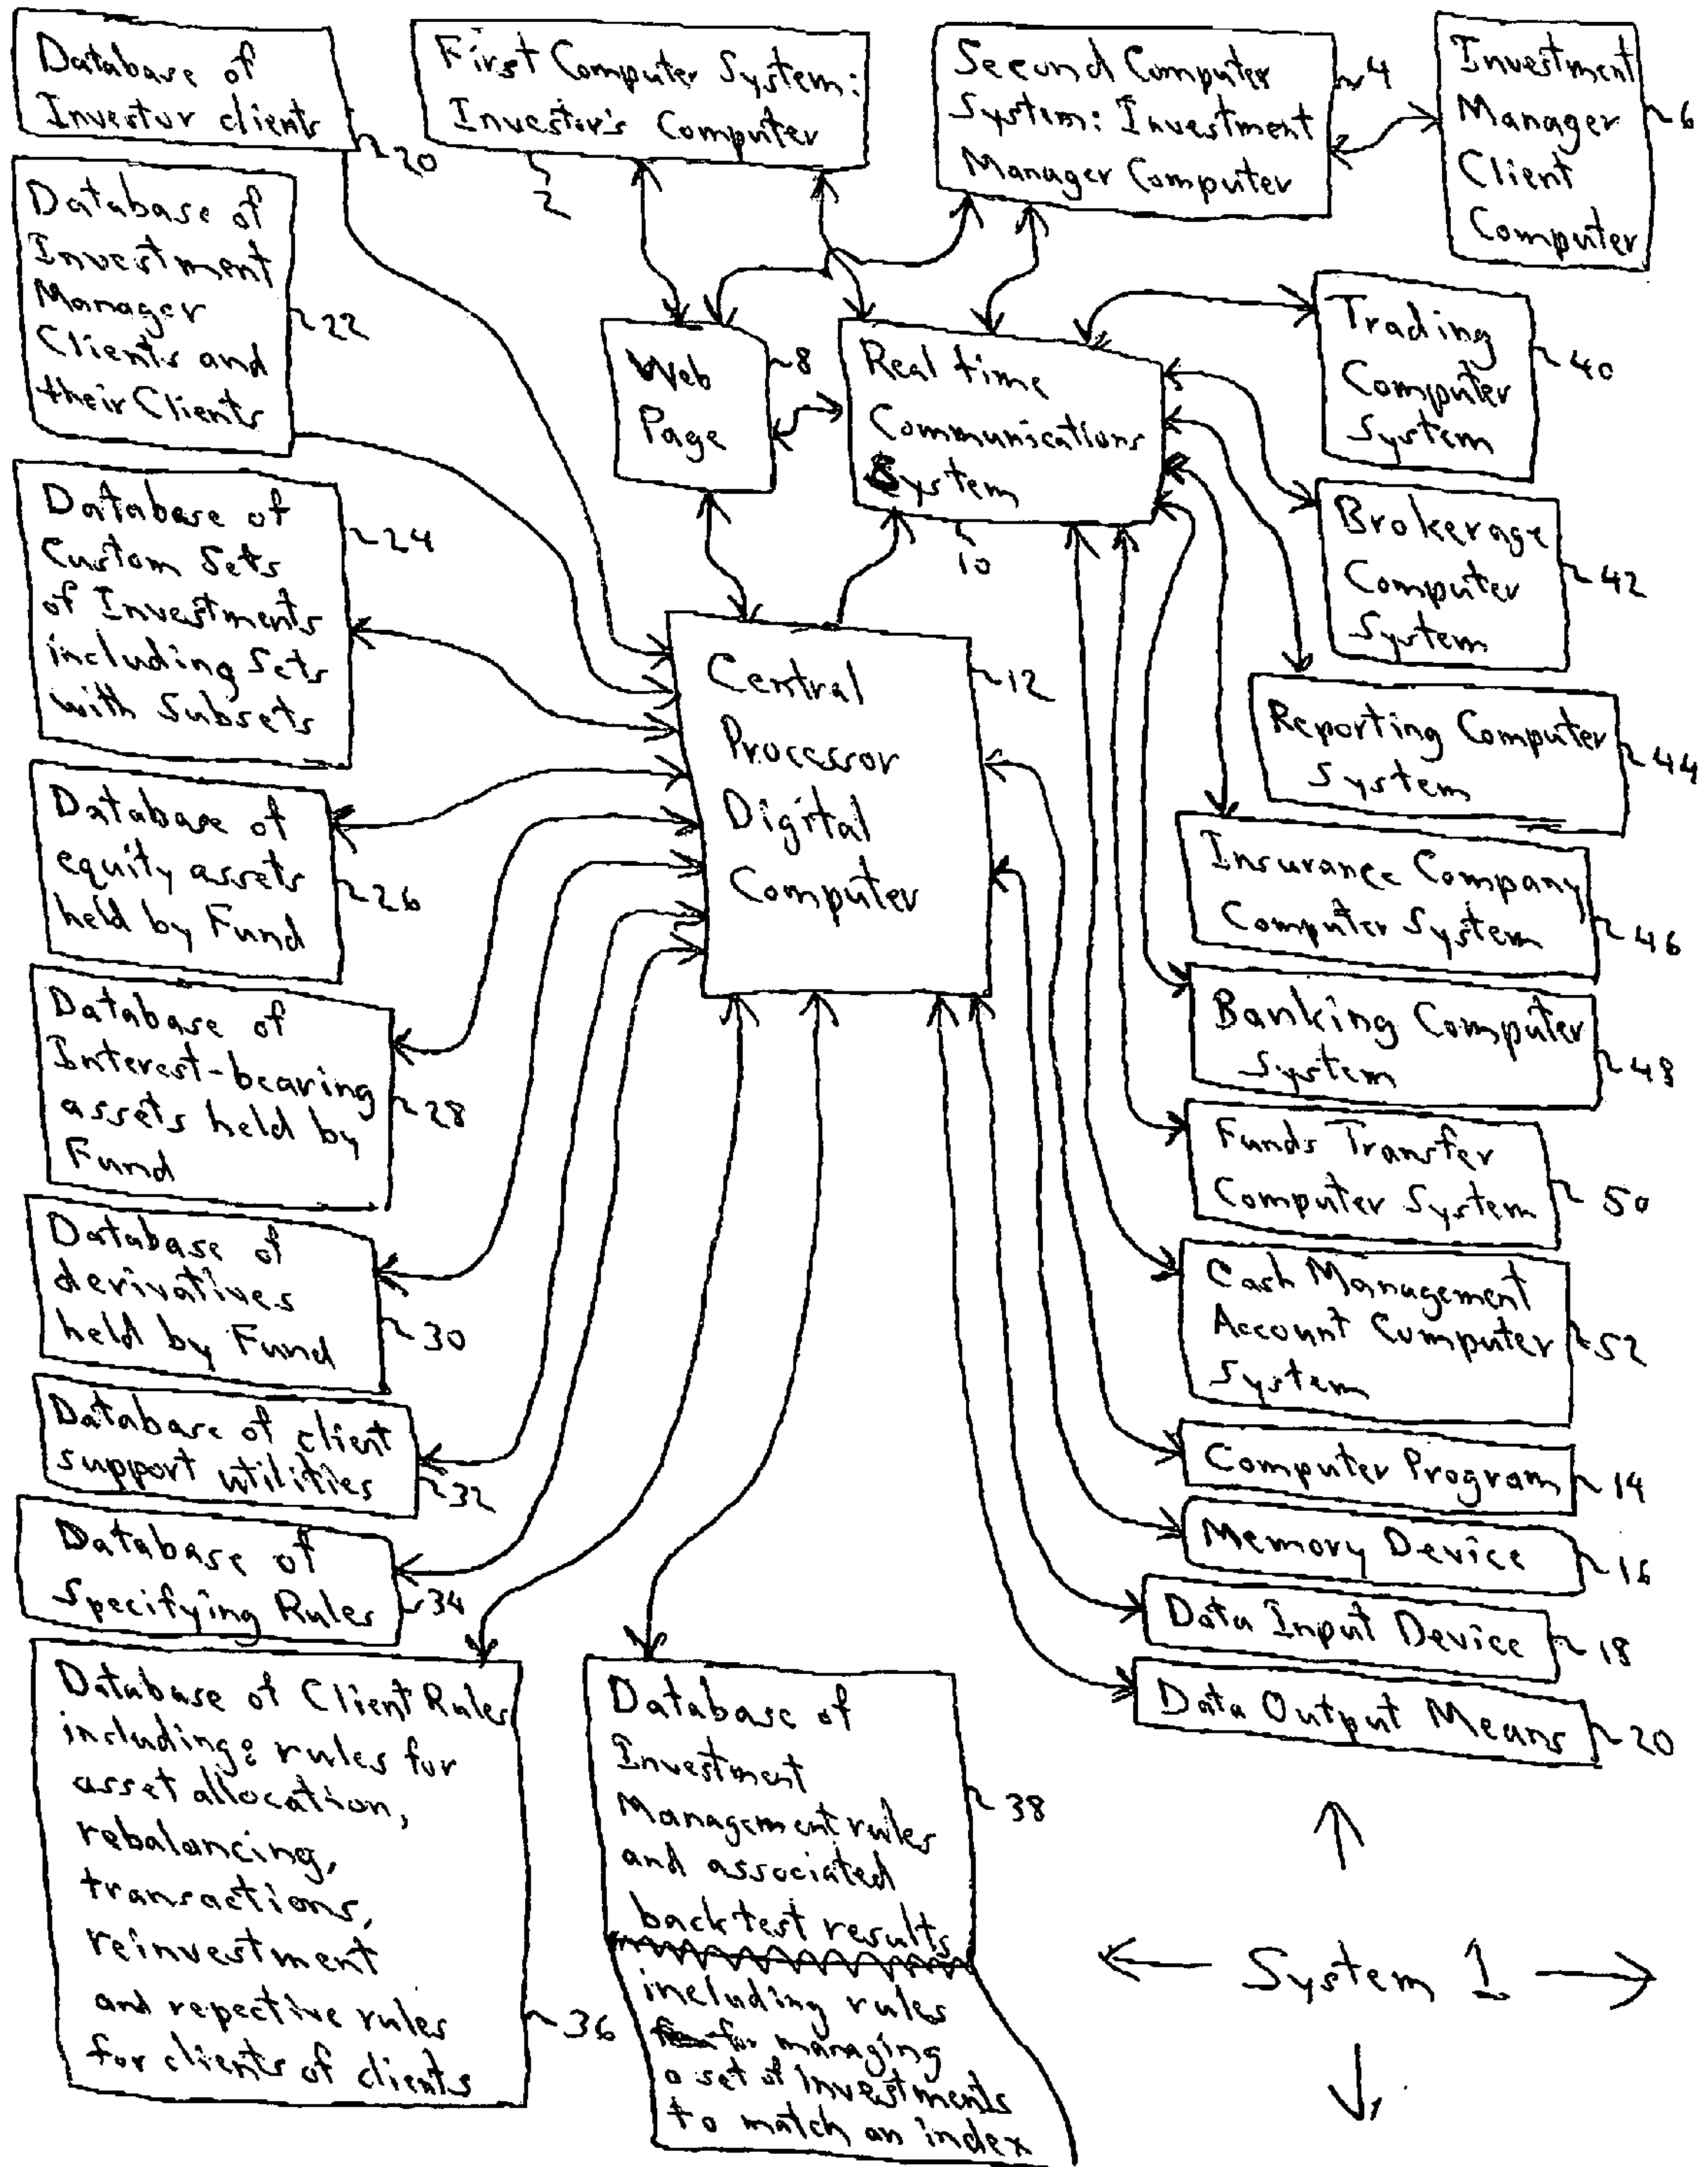 Database of
Investor clients
20
First Computer System:
Investor's Computer
2
Second Computer
System: Investment
Manager Computer
4
Investment
Manager
Client
Computer
6
Database of
Investment
Manager
Clients and
their Clients
22
Web
Page
8
Real time
Communications
System
10
Trading
Computer
System
40
Database of
Custom Sets
of Investments
including Sets
with Subsets
24
Brokerage
Computer
System
42
Central
Processor
Digital
Computer
12
Reporting Computer
System
44
Database of
equity assets
held by Fund
26
Insurance Company
Computer System
46
Database of
Interest-bearing
assets held by
Fund
28
Banking Computer
System
48
Funds Transfer
Computer System
50
Database of
derivatives
held by Fund
30
Cash Management
Account Computer
System
52
Database of client
support utilities
32
Computer Program
14
Database of
Specifying Rules
34
Memory Device
16
Data Input Device
18
Data Output Means
20
Database of Client Rules
including: rules for
asset allocation,
rebalancing,
transactions,
reinvestment
and repective rules
for clients of clients
36
Database of
Investment
Management rules
and associated
backtest results
including rules
for managing
a set of Investments
to match an index
38
System 1